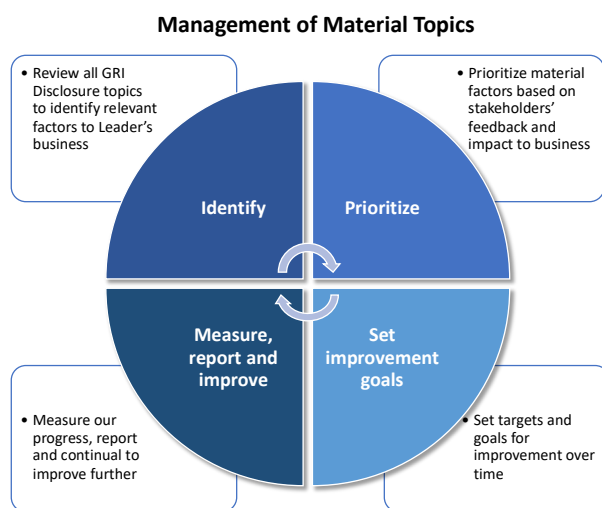 Management of Material Topics
• Review all GRI
Disclosure topics
to identify relevant
factors to Leader's
business
• Prioritize material
factors based on
stakeholders'
feedback and
impact to business
Identify
Prioritize
Measure,
report and
improve
Set
improvement
goals
• Measure our
progress, report
and continual to
improve further
• Set targets and
goals for
improvement over
time